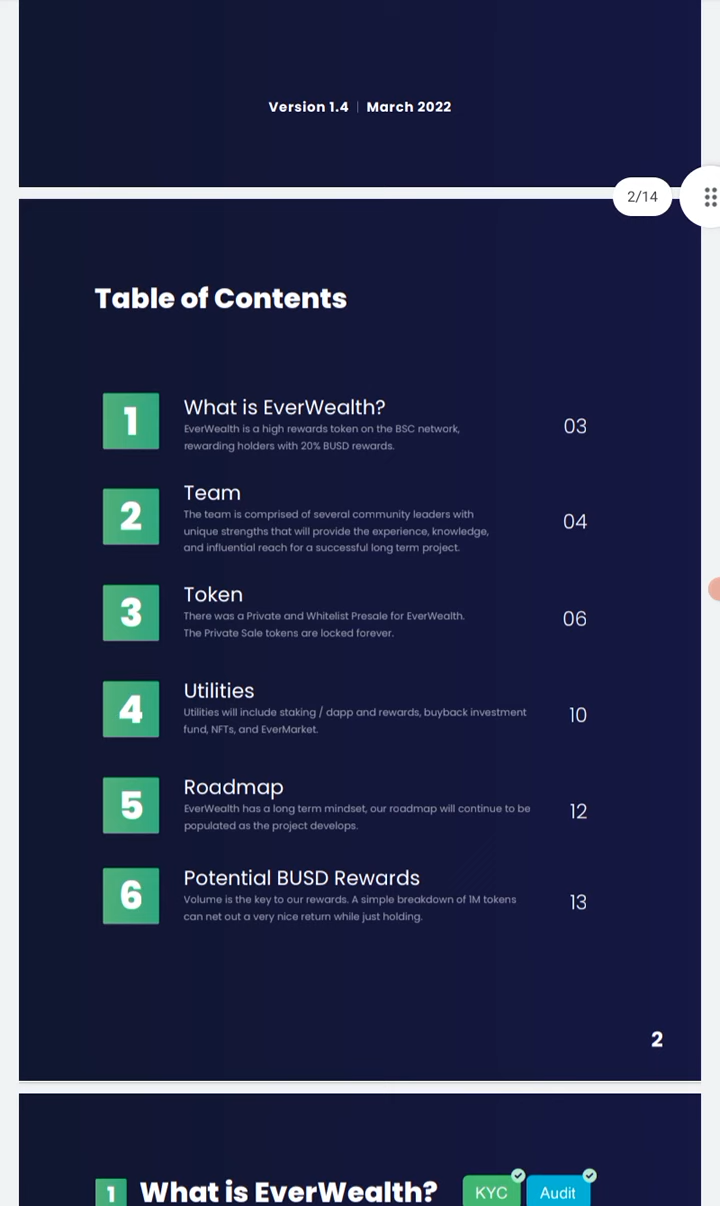 Version 1.4 | March 2022
2/14
Table of Contents
1
What is EverWealth?
EverWealth is a high rewards token on the BSC network,
rewarding holders with 20% BUSD rewards.
03
2
Team
The team is comprised of several community leaders with
unique strengths that will provide the experience, knowledge,
and influential reach for a successful long term project.
04
3
Token
There was a Private and Whitelist Presale for EverWealth.
The Private Sale tokens are locked forever.
06
4
Utilities
Utilities will include staking / dapp and rewards, buyback investment
fund, NFTs, and EverMarket.
10
5
Roadmap
EverWealth has a long term mindset, our roadmap will continue to be
populated as the project develops.
12
6
Potential BUSD Rewards
Volume is the key to our rewards. A simple breakdown of 1M tokens
can net out a very nice return while just holding.
13
2
1 What is EverWealth? KYC Audit